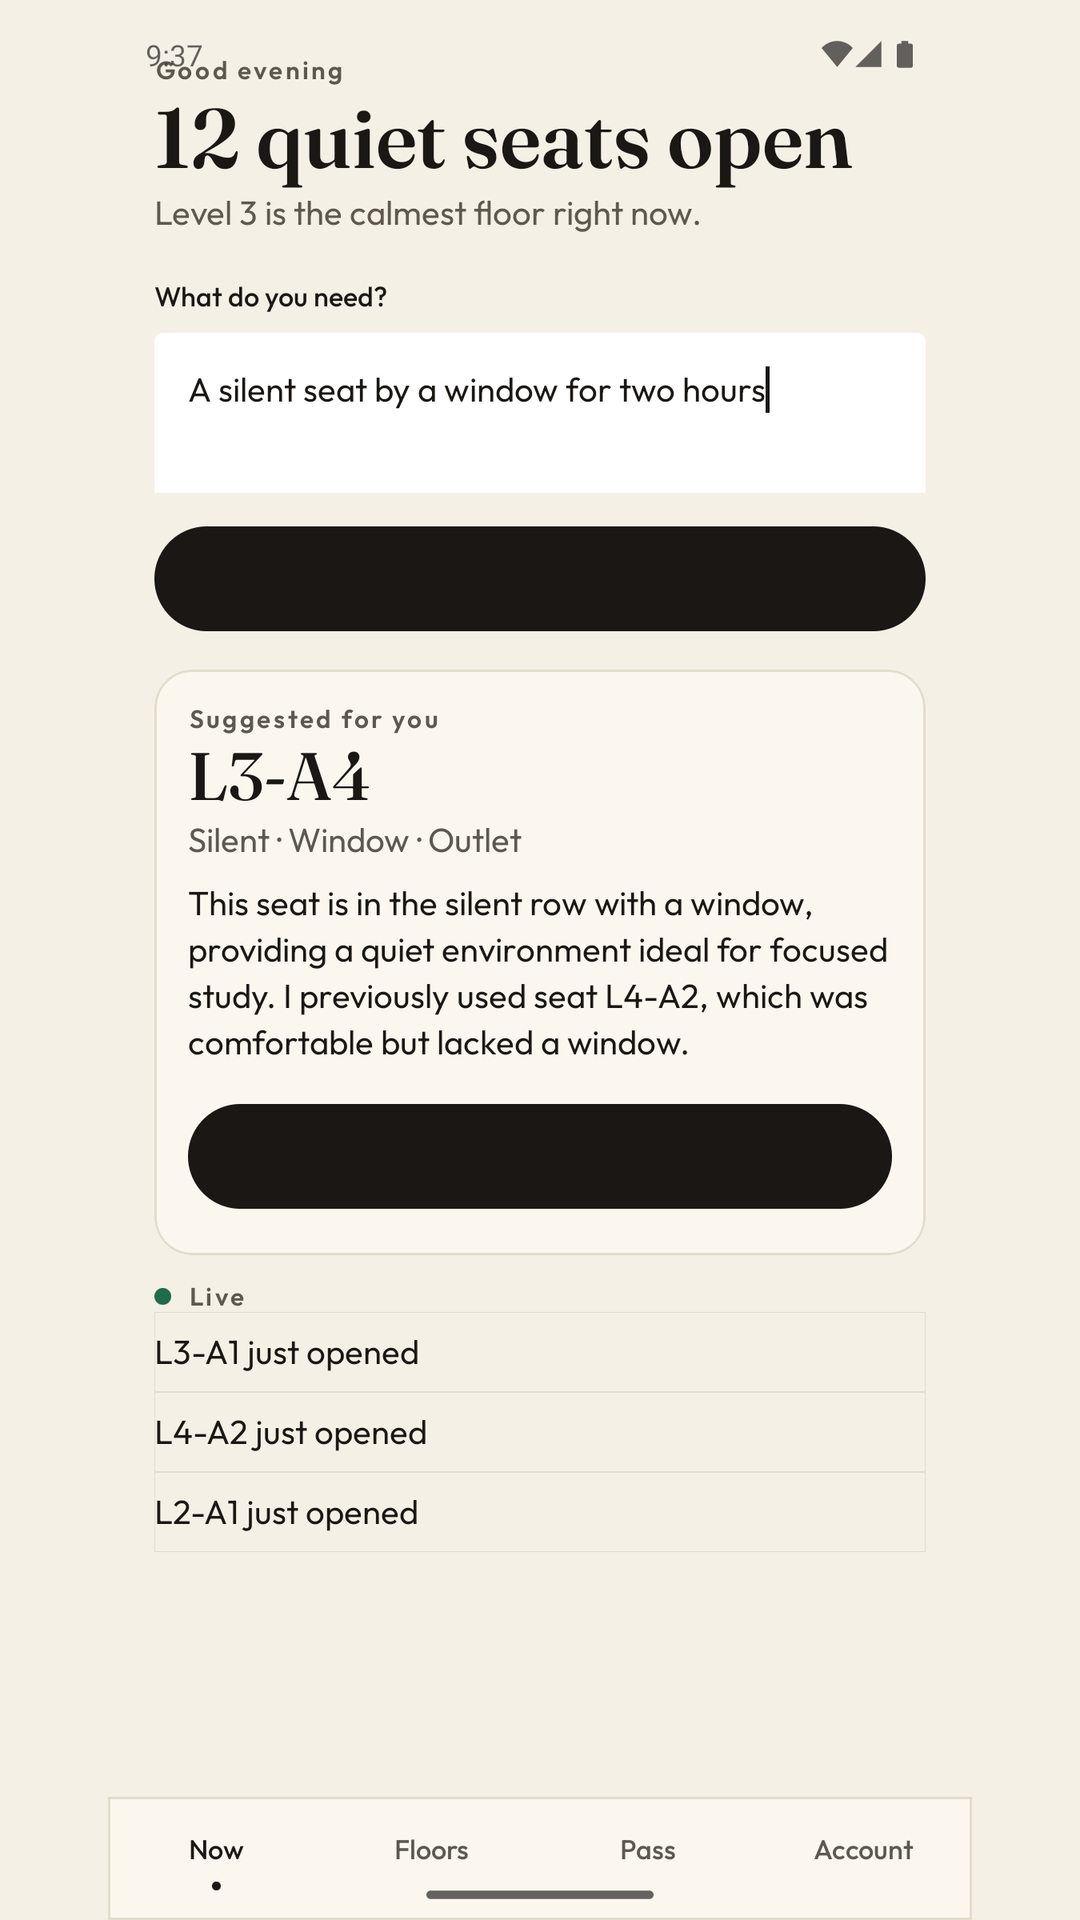 9:37
Good evening
12 quiet seats open
Level 3 is the calmest floor right now.
What do you need?
A silent seat by a window for two hours
Suggested for you
L3-A4
Silent · Window · Outlet
This seat is in the silent row with a window,
providing a quiet environment ideal for focused
study. I previously used seat L4-A2, which was
comfortable but lacked a window.
Live
L3-A1 just opened
L4-A2 just opened
L2-A1 just opened
Now Floors Pass Account